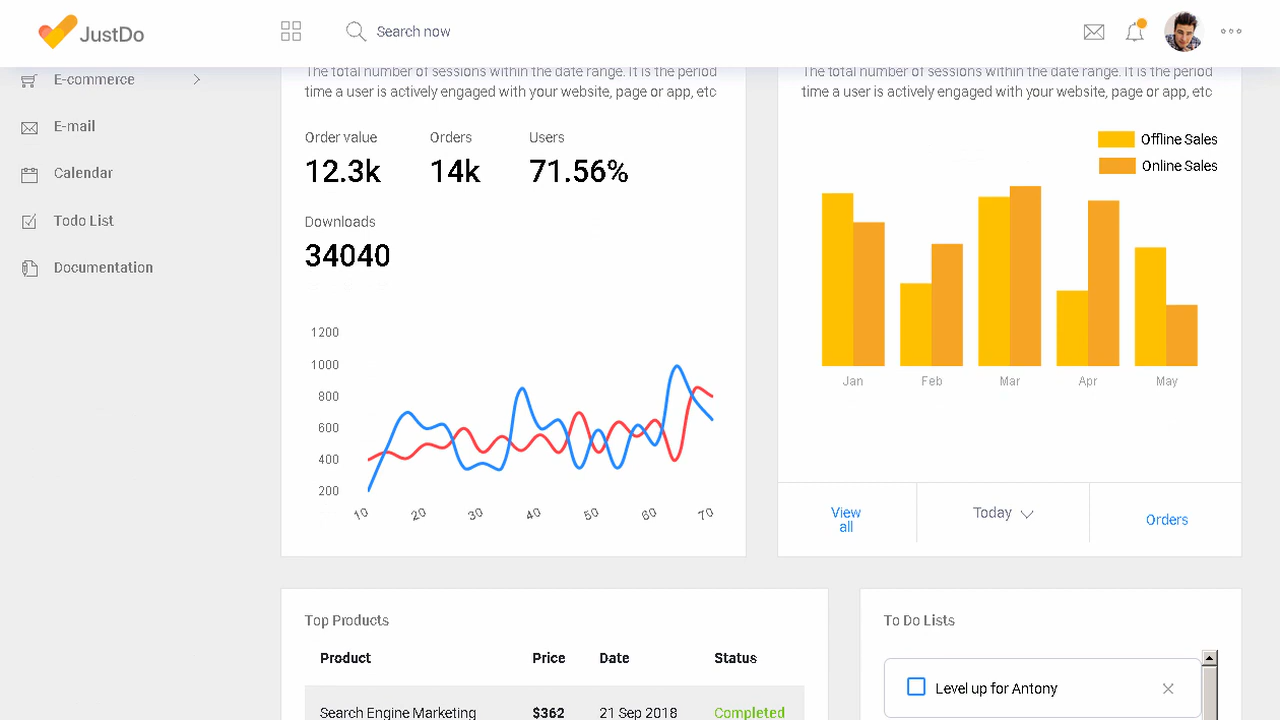 JustDo
Search now
E-commerce
E-mail
Calendar
Todo List
Documentation
The total number of sessions within the date range. It is the period
time a user is actively engaged with your website, page or app, etc
Order value
Orders
Users
12.3k
14k
71.56%
Downloads
34040
1200
1000
800
600
400
200
10
20
30
40
50
60
70
The total number of sessions within the date range. It is the period
time a user is actively engaged with your website, page or app, etc
Offline Sales
Online Sales
Jan
Feb
Mar
Apr
May
View
all
Today
Orders
Top Products
Product
Price
Date
Status
Search Engine Marketing
$362
21 Sep 2018
Completed
To Do Lists
Level up for Antony